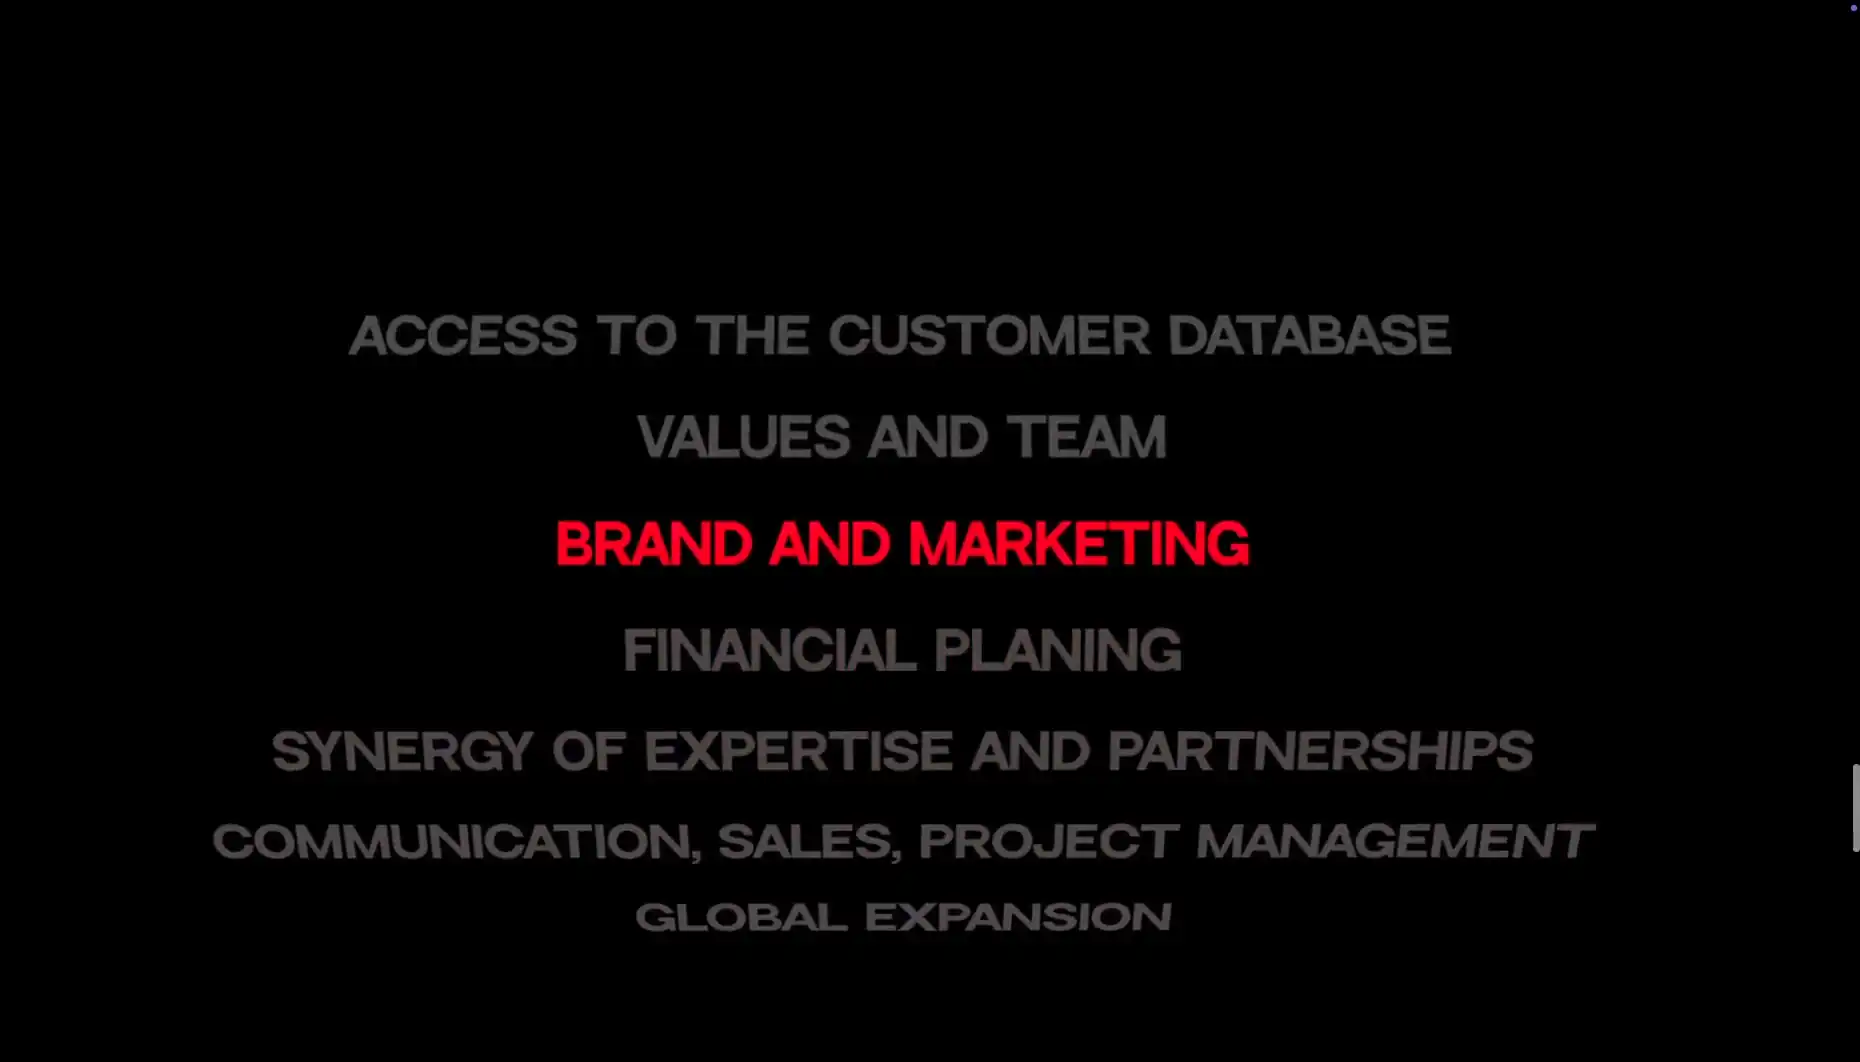 ACCESS TO THE CUSTOMER DATABASE
VALUES AND TEAM
BRAND AND MARKETING
FINANCIAL PLANING
SYNERGY OF EXPERTISE AND PARTNERSHIPS
COMMUNICATION, SALES, PROJECT MANAGEMENT
GLOBAL EXPANSION